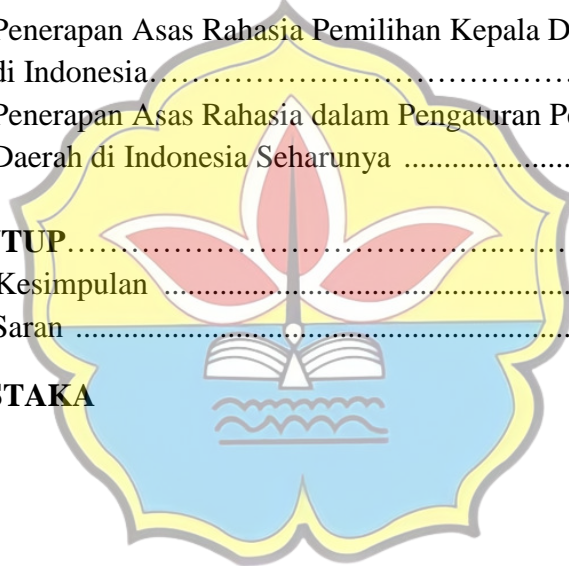 Penerapan Asas Rahasia Pemilihan Kepala D
di Indonesia……………………………………
Penerapan Asas Rahasia dalam Pengaturan Pe
Daerah di Indonesia Seharunya ......................
TUP………………………………………………
Kesimpulan ......................................................
Saran ................................................................
STAKA